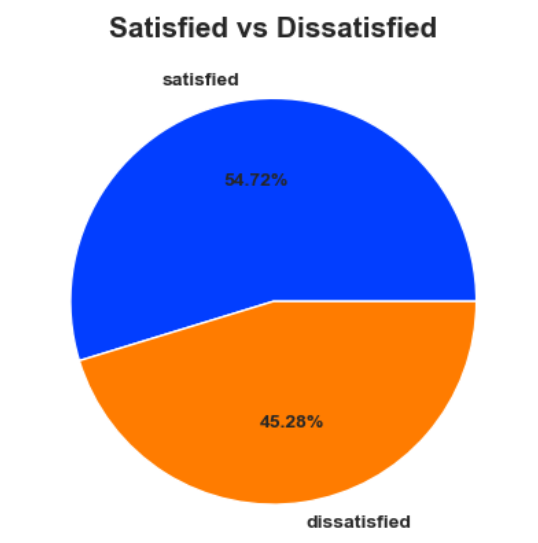 Satisfied vs Dissatisfied
satisfied
54.72%
45.28%
dissatisfied